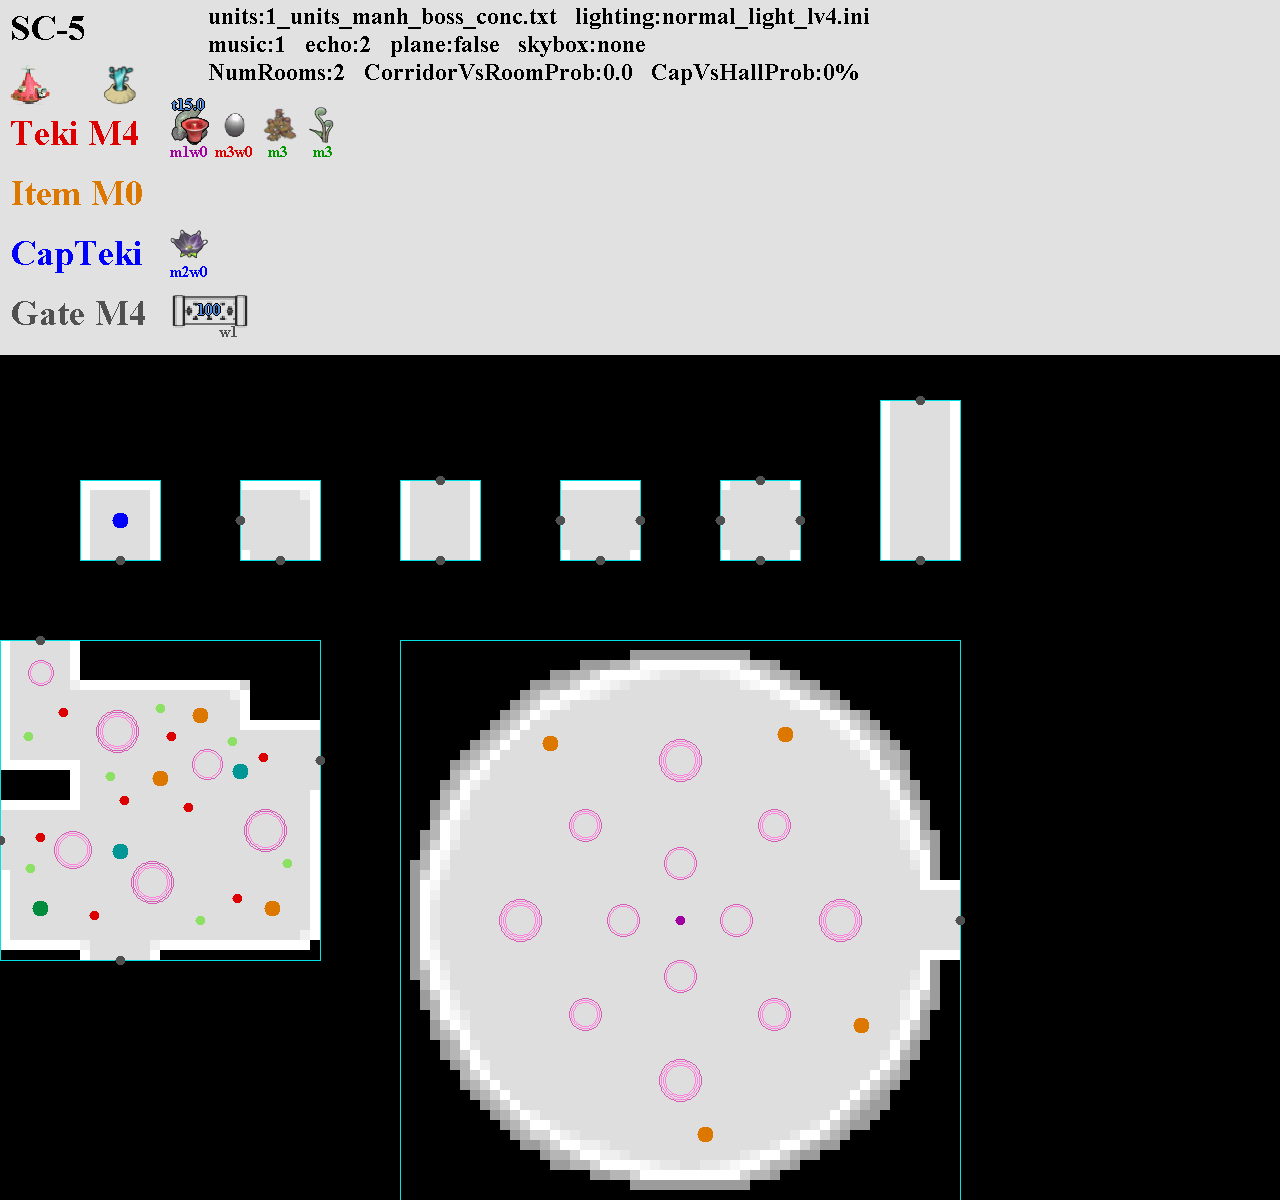 SC-5
units:1_units_manh_boss_conc.txt lighting:normal_light_lv4.ini
music:1 echo:2 plane:false skybox:none
NumRooms:2 CorridorVsRoomProb:0.0 CapVsHallProb:0%
t15.0
Teki M4
m1w0 m3w0 m3 m3
Item M0
CapTeki
m2w0
Gate M4
100
w1